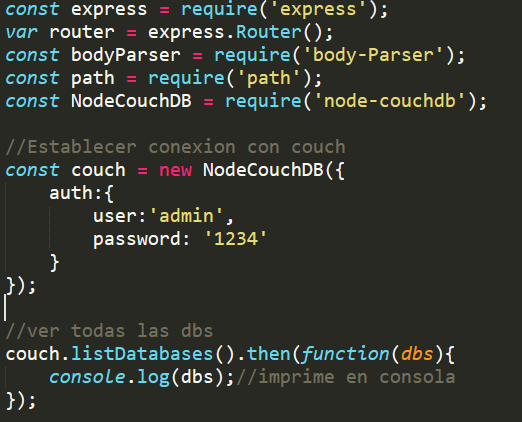 const express = require('express');
var router = express.Router();
const bodyParser = require('body-Parser');
const path = require('path');
const NodeCouchDB = require('node-couchdb');
//Establecer conexion con couch
const couch = new NodeCouchDB({
    auth:{
        user:'admin',
        password: '1234'
    }
});
//ver todas las dbs
couch.listDatabases().then(function(dbs){
    console.log(dbs);//imprime en consola
});